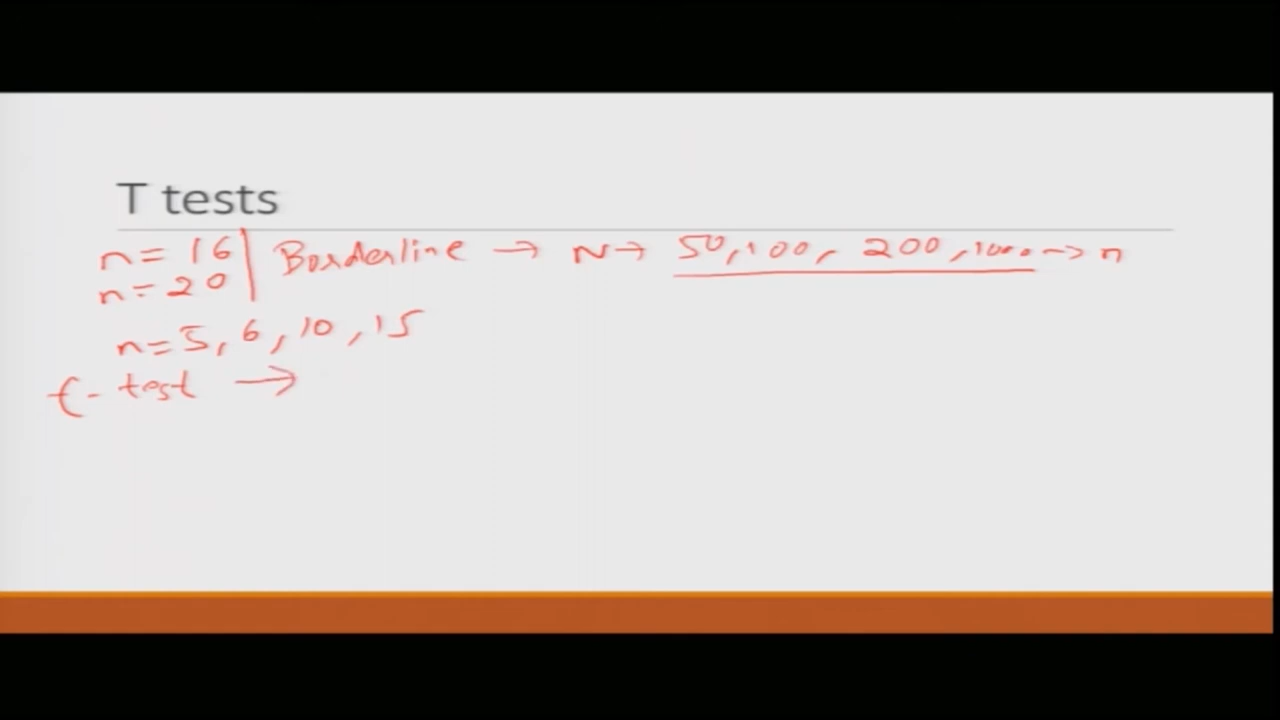 T tests
n= 16 | Borderline → N→ 50,100, 200,1000 → n
n=20
n=5, 6, 10, 15
t- test →